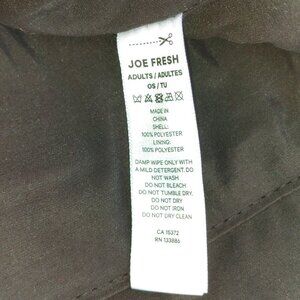 JOE FRESH
ADULTS / ADULTES
OS / TU
MADE IN
CHINA
SHELL:
100% POLYESTER
LINING:
100% POLYESTER
DAMP WIPE ONLY WITH
A MILD DETERGENT. DO
NOT WASH
DO NOT BLEACH
DO NOT TUMBLE DRY
DO NOT DRY
DO NOT IRON
DO NOT DRY CLEAN
CA 15372
RN 133886